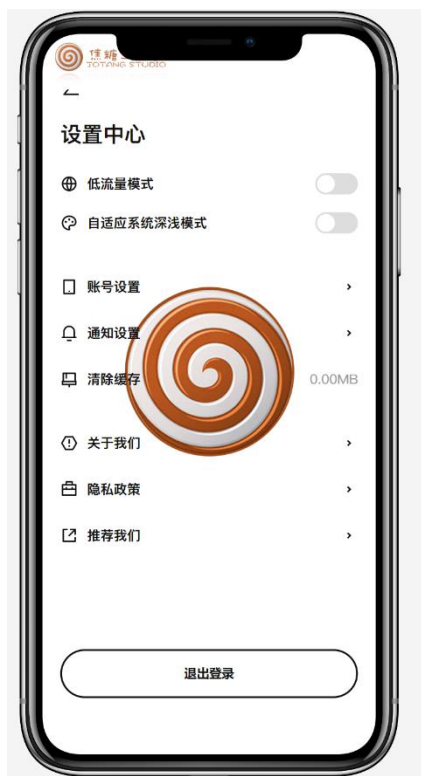 焦糖
TOTANG STUDIO
设置中心
低流量模式
自适应系统深浅模式
账号设置
通知设置
清除缓存 0.00MB
关于我们
隐私政策
推荐我们
退出登录